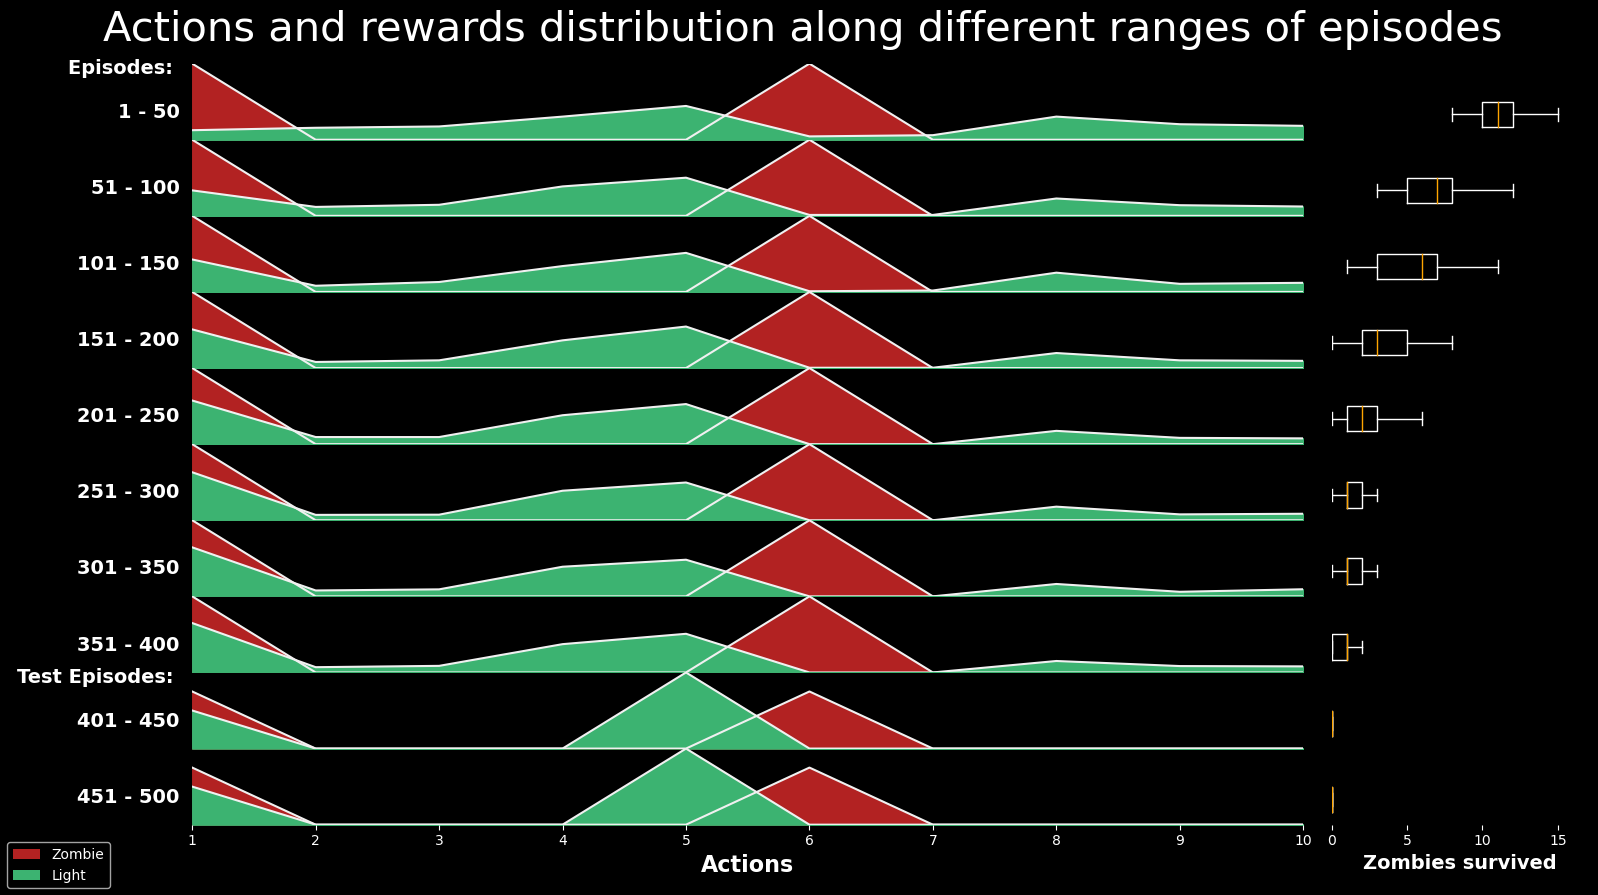 Actions and rewards distribution along different ranges of episodes
Episodes:
1 - 50
51 - 100
101 - 150
151 - 200
201 - 250
251 - 300
301 - 350
351 - 400
Test Episodes:
401 - 450
451 - 500
1 2 3 4 5 6 7 8 9 10
0 5 10 15
Actions
Zombies survived
Zombie
Light